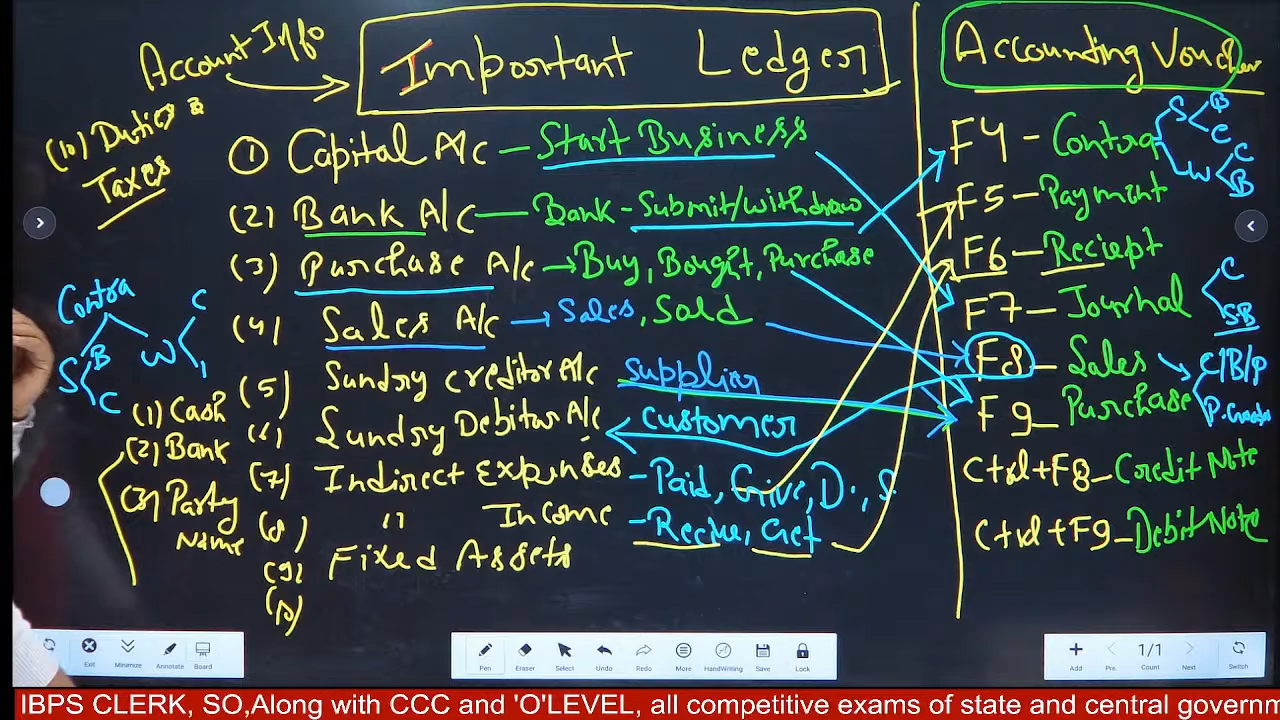 Account Info
Important Ledger
(10) Duties &
Taxes
(1) Capital A/c - Start Business
(2) Bank A/c - Bank - Submit/withdraw
(3) Purchase A/c → Buy, Bought, Purchase
(4) Sales A/c → Sales, Sold
(5) Sundry Creditor A/c Supplier
(6) Sundry Debitor A/c customer
(7) Indirect Expenses - Paid, Give, D., S.
(8) " Income - Recive, Get
(9) Fixed Assets
(10)
Contra
S B C
W C
(1) Cash
(2) Bank
(3) Party
Name
Accounting Voucher
F4 - Contra S B C W C B
F5 - Paymint
F6 - Reciept
F7 - Journal C SB
F8 - Sales C/B/P
F9 - Purchase
Ctrl+F8 - Credit Note
Ctrl+F9 - Debit Note
Exit
Minimize
Annotate
Board
Pen
Eraser
Select
Undo
Redo
More
HandWriting
Save
Lock
Add
Pre.
1/1
Count
Next
Switch
IBPS CLERK, SO,Along with CCC and 'O'LEVEL, all competitive exams of state and central governm